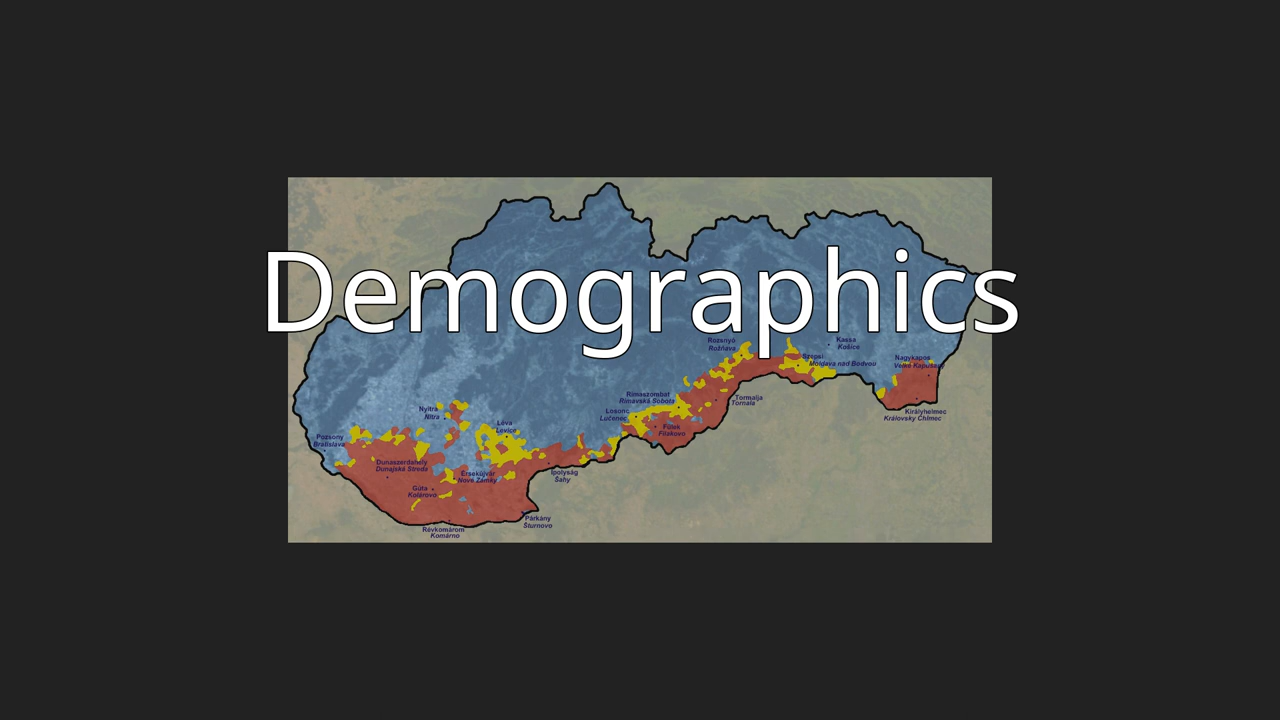 Demographics
Rozsnyó
Rožňava
Kassa
Košice
Szepsi
Moldava nad Bodvou
Nagykapos
Veľké Kapušany
Rimaszombat
Rimavská Sobota
Tornalja
Tornaľa
Királyhelmec
Kráľovsky Chlmec
Nyitra
Nitra
Losonc
Lučenec
Fülek
Fiľakovo
Léva
Levice
Pozsony
Bratislava
Dunaszerdahely
Dunajská Streda
Érsekújvár
Nové Zámky
Ipolyság
Šahy
Gúta
Kolárovo
Párkány
Šturnovo
Révkomárom
Komárno